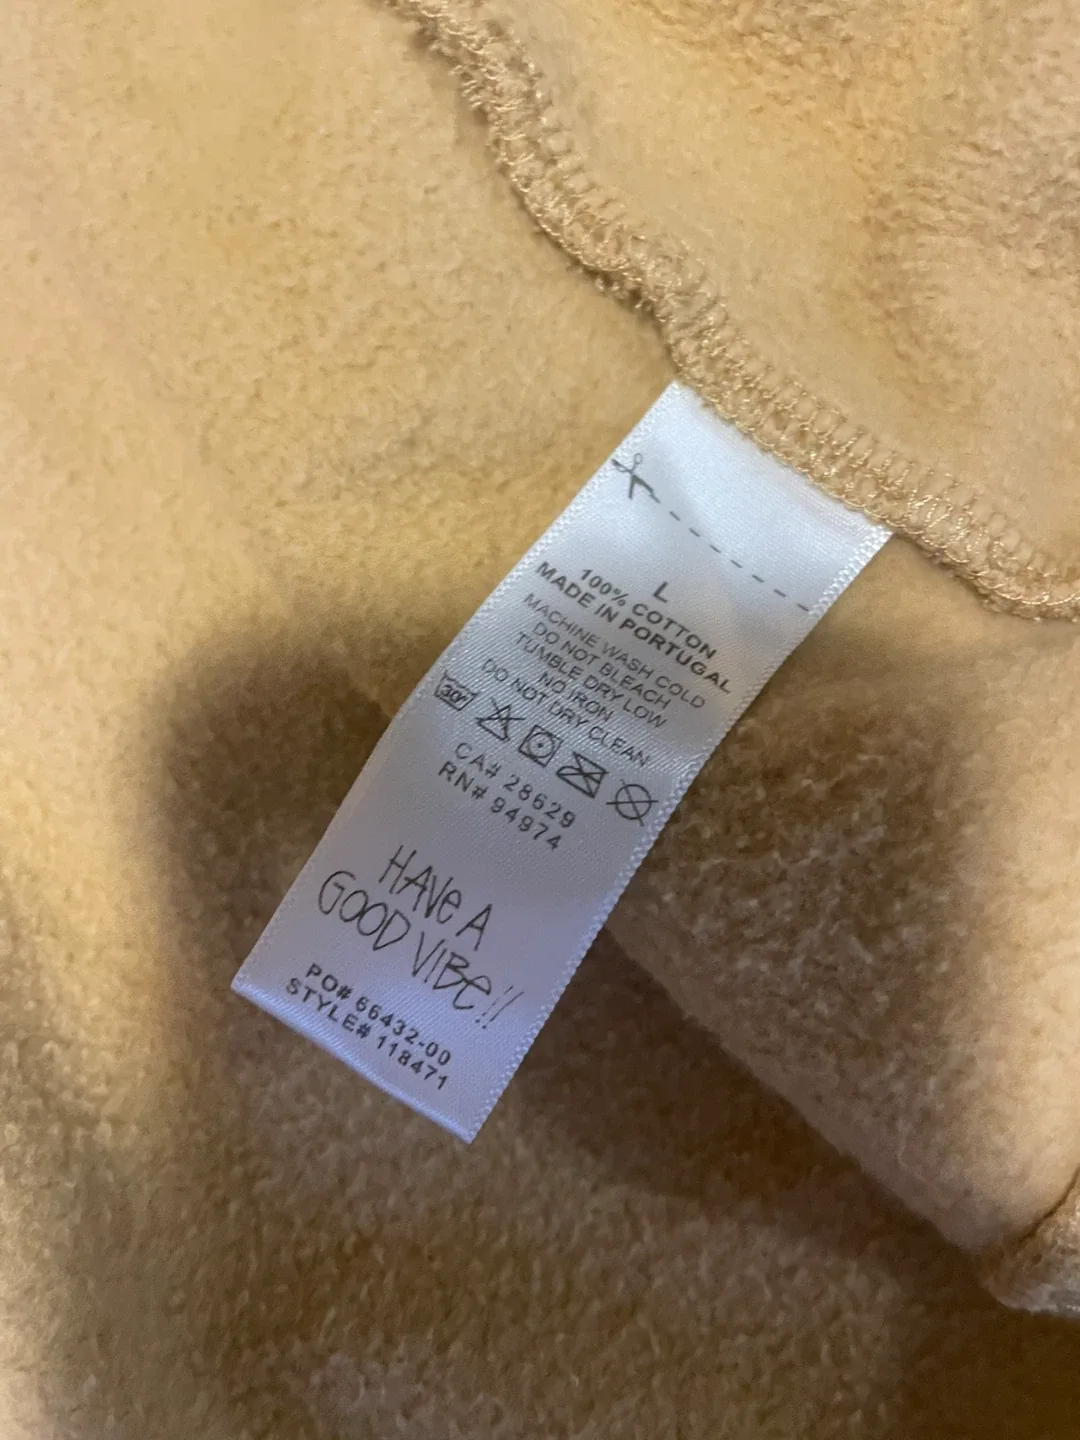 L
100% COTTON
MADE IN PORTUGAL
MACHINE WASH COLD
DO NOT BLEACH
TUMBLE DRY LOW
NO IRON
DO NOT DRY CLEAN
30°
CA# 28629
RN# 94974
HAVE A
GOOD VIBE!!
PO# 66432-00
STYLE# 118471